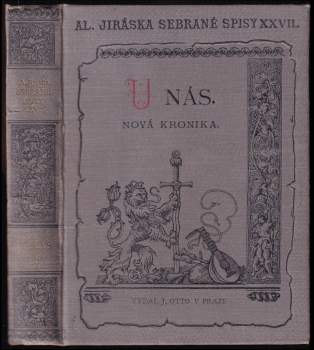 AL. JIRÁSKA SEBRANÉ SPISY XXVII.
U NÁS.
NOVÁ KRONIKA.
VYDAL J. OTTO V PRAZE